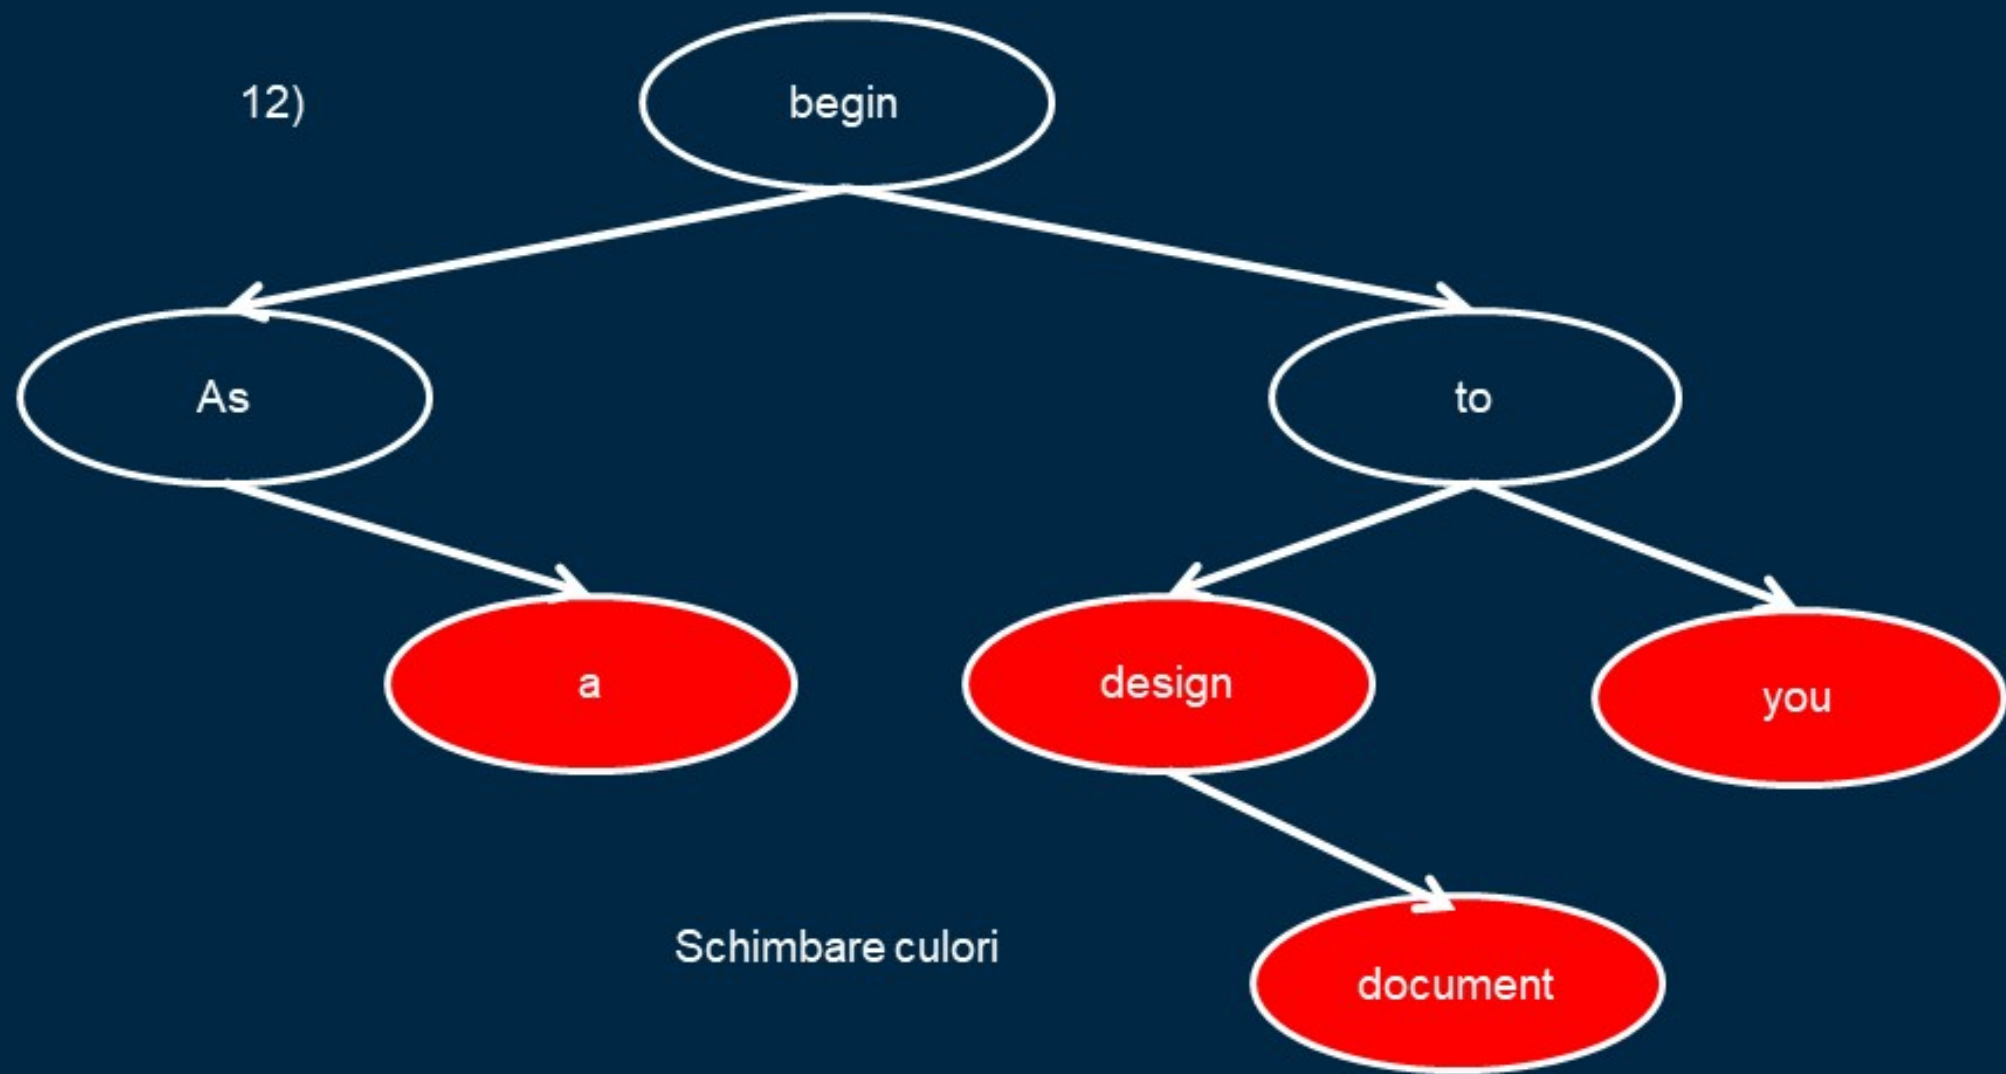 12)
begin
As
to
a
design
you
Schimbare culori
document